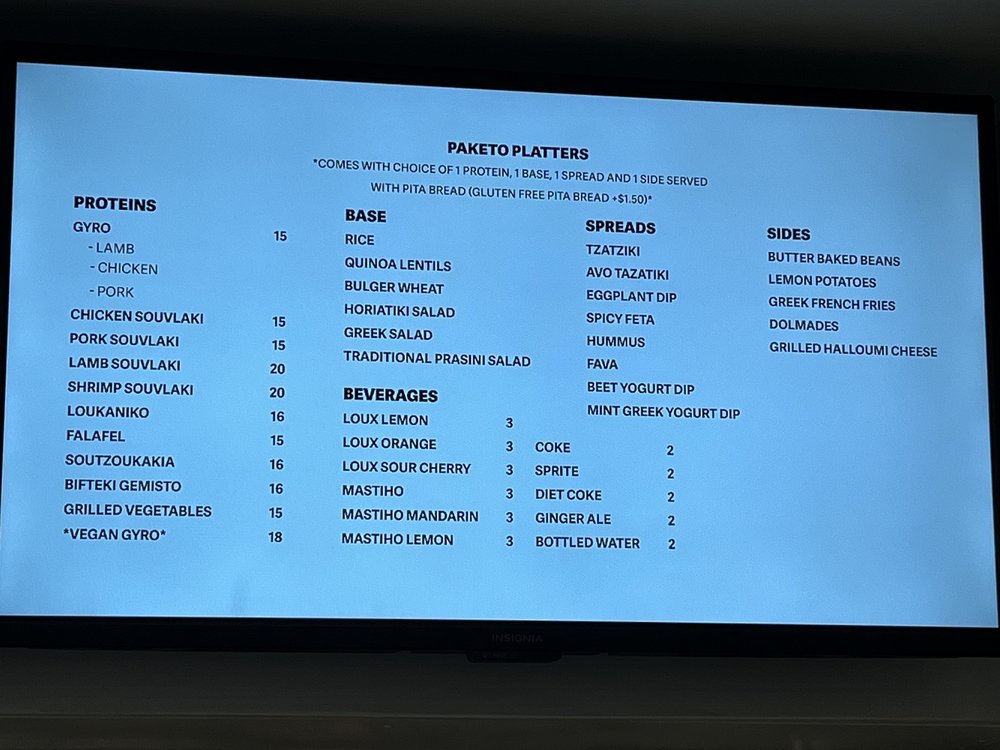 PAKETO PLATTERS
*COMES WITH CHOICE OF 1 PROTEIN, 1 BASE, 1 SPREAD AND 1 SIDE SERVED
WITH PITA BREAD (GLUTEN FREE PITA BREAD +$1.50)*
PROTEINS
GYRO 15
- LAMB
- CHICKEN
- PORK
CHICKEN SOUVLAKI 15
PORK SOUVLAKI 15
LAMB SOUVLAKI 20
SHRIMP SOUVLAKI 20
LOUKANIKO 16
FALAFEL 15
SOUTZOUKAKIA 16
BIFTEKI GEMISTO 16
GRILLED VEGETABLES 15
*VEGAN GYRO* 18
BASE
RICE
QUINOA LENTILS
BULGER WHEAT
HORIATIKI SALAD
GREEK SALAD
TRADITIONAL PRASINI SALAD
BEVERAGES
LOUX LEMON 3
LOUX ORANGE 3
LOUX SOUR CHERRY 3
MASTIHO 3
MASTIHO MANDARIN 3
MASTIHO LEMON 3
COKE 2
SPRITE 2
DIET COKE 2
GINGER ALE 2
BOTTLED WATER 2
SPREADS
TZATZIKI
AVO TAZATIKI
EGGPLANT DIP
SPICY FETA
HUMMUS
FAVA
BEET YOGURT DIP
MINT GREEK YOGURT DIP
SIDES
BUTTER BAKED BEANS
LEMON POTATOES
GREEK FRENCH FRIES
DOLMADES
GRILLED HALLOUMI CHEESE
INSIGNIA